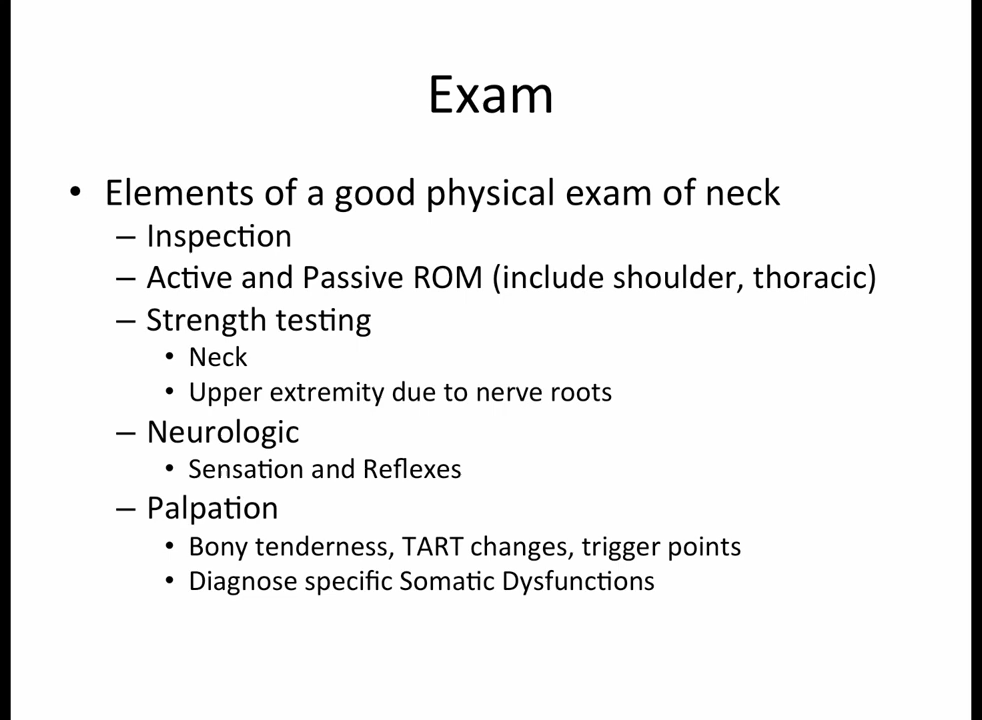 Exam
• Elements of a good physical exam of neck
– Inspection
– Active and Passive ROM (include shoulder, thoracic)
– Strength testing
• Neck
• Upper extremity due to nerve roots
– Neurologic
• Sensation and Reflexes
– Palpation
• Bony tenderness, TART changes, trigger points
• Diagnose specific Somatic Dysfunctions